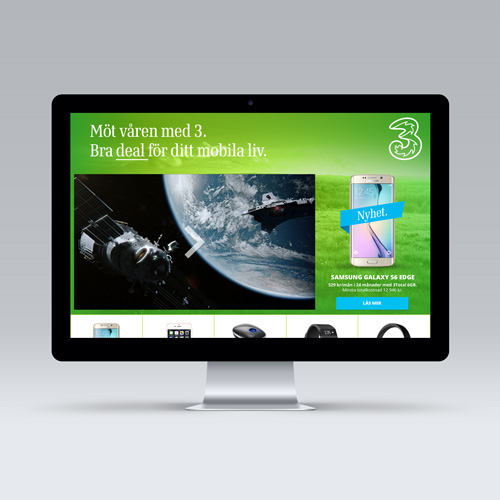 Möt våren med 3.
Bra deal för ditt mobila liv.
3
Nyhet.
SAMSUNG GALAXY S6 EDGE
529 kr/mån i 24 månader med 3Total 6GB
Minsta totalkostnad 12 946 kr.
LÄS MER